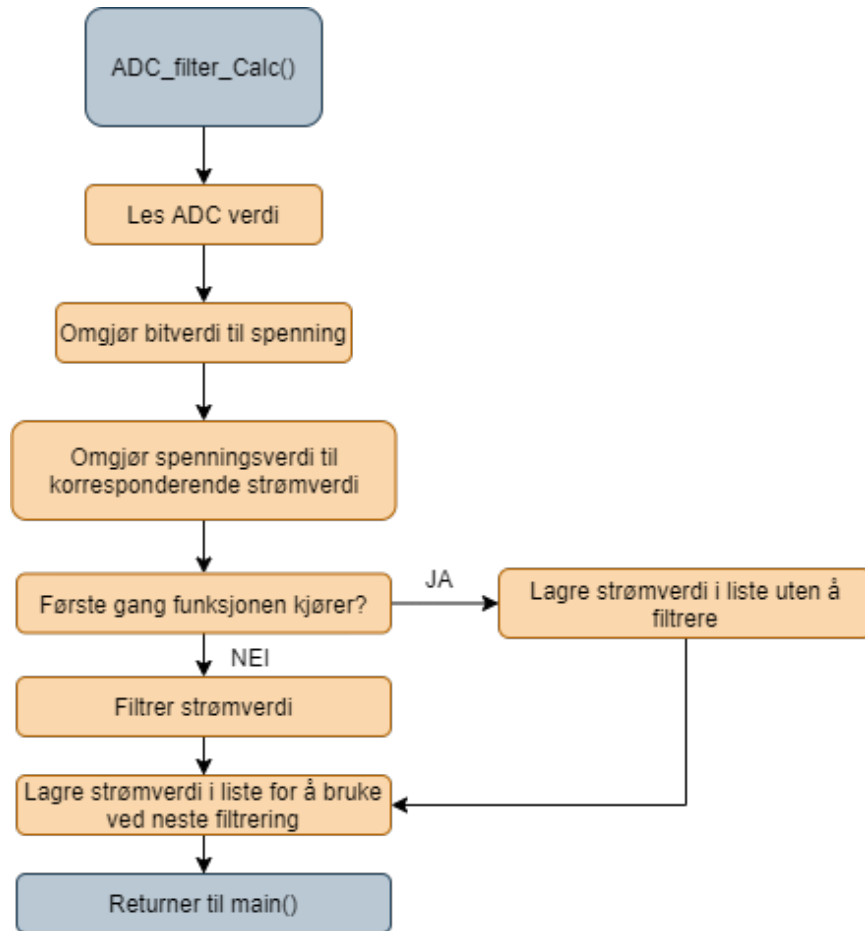 ADC_filter_Calc()
Les ADC verdi
Omgjør bitverdi til spenning
Omgjør spenningsverdi til
korresponderende strømverdi
Første gang funksjonen kjører?
JA
Lagre strømverdi i liste uten å
filtrere
NEI
Filtrer strømverdi
Lagre strømverdi i liste for å bruke
ved neste filtrering
Returner til main()